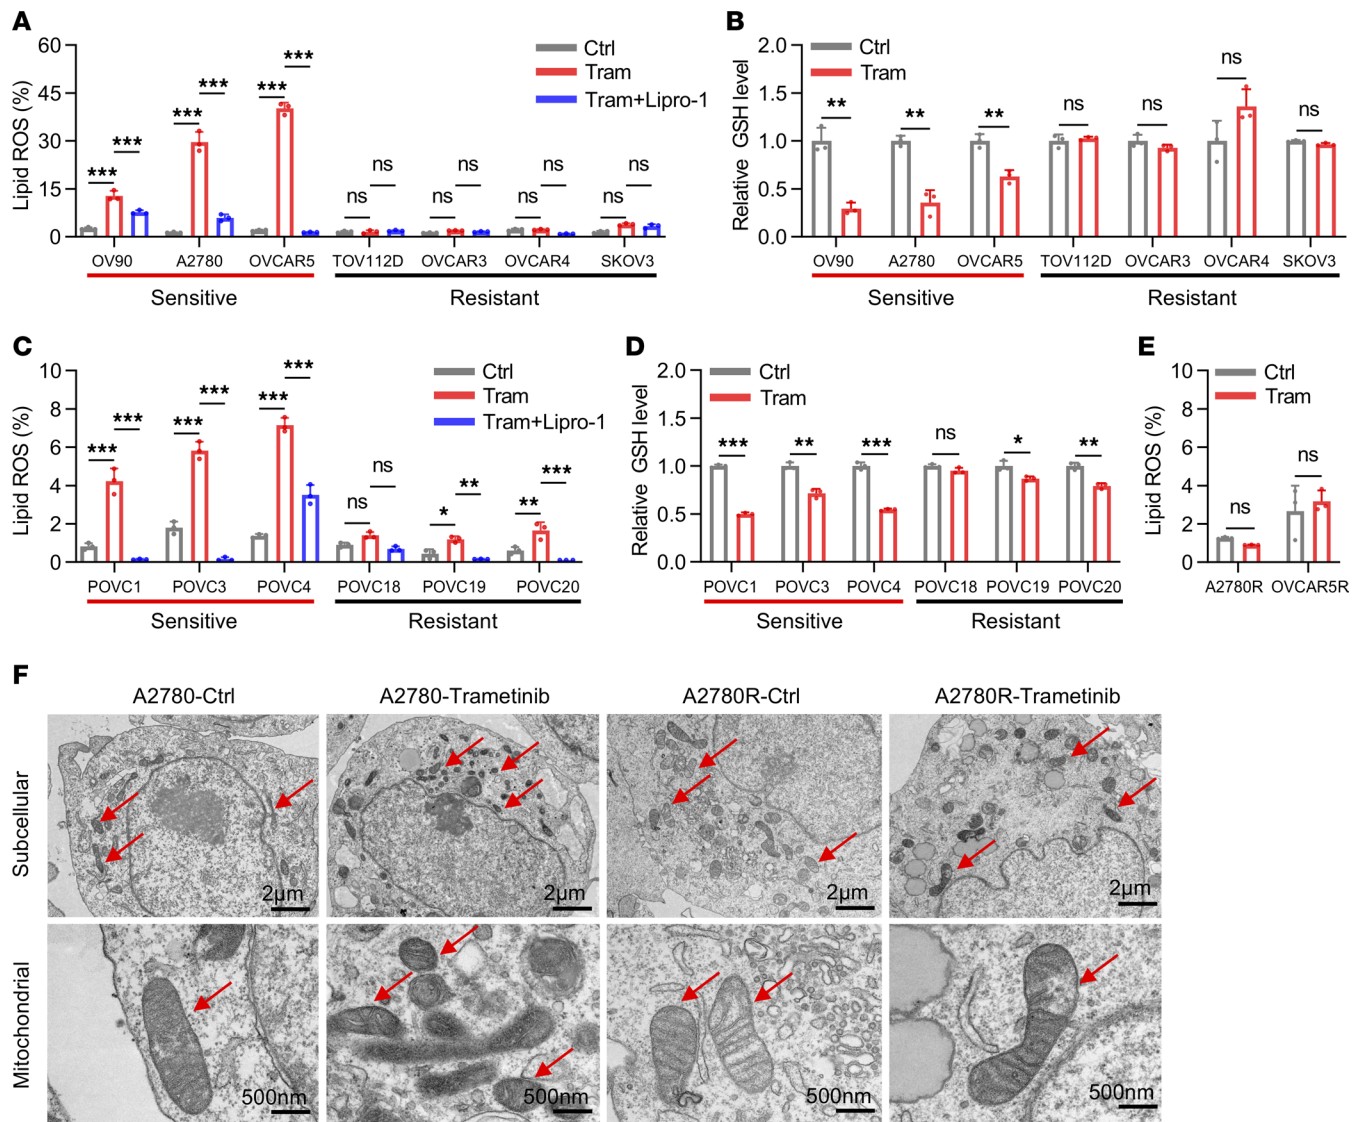 A
Lipid ROS (%)
60
45
30
15
0
Ctrl
Tram
Tram+Lipro-1
*** *** *** *** *** ***
ns ns ns ns ns ns ns ns
OV90 A2780 OVCAR5 TOV112D OVCAR3 OVCAR4 SKOV3
Sensitive Resistant
B
Relative GSH level
2.0
1.5
1.0
0.5
0.0
Ctrl
Tram
** ** ** ns ns ns ns
OV90 A2780 OVCAR5 TOV112D OVCAR3 OVCAR4 SKOV3
Sensitive Resistant
C
Lipid ROS (%)
10
8
6
4
2
0
Ctrl
Tram
Tram+Lipro-1
*** *** *** *** *** *** ns ns * ** ** ***
POVC1 POVC3 POVC4 POVC18 POVC19 POVC20
Sensitive Resistant
D
Relative GSH level
2.0
1.5
1.0
0.5
0.0
Ctrl
Tram
*** ** *** ns * **
POVC1 POVC3 POVC4 POVC18 POVC19 POVC20
Sensitive Resistant
E
Lipid ROS (%)
10
8
6
4
2
0
Ctrl
Tram
ns ns
A2780R OVCAR5R
F
A2780-Ctrl A2780-Trametinib A2780R-Ctrl A2780R-Trametinib
Subcellular
2μm 2μm 2μm 2μm
Mitochondrial
500nm 500nm 500nm 500nm